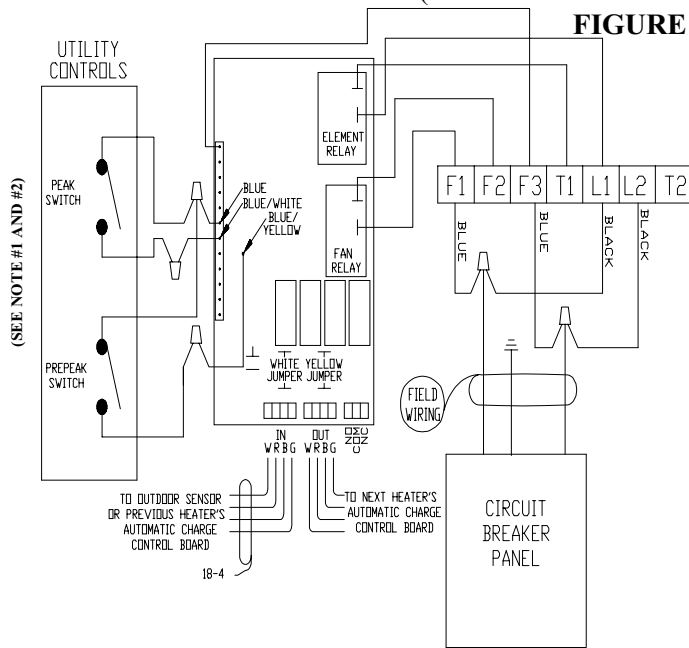 (
FIGURE
UTILITY
CONTROLS
(SEE NOTE #1 AND #2)
PEAK
SWITCH
PREPEAK
SWITCH
BLUE
BLUE/WHITE
BLUE/
YELLOW
ELEMENT
RELAY
FAN
RELAY
WHITE
JUMPER
YELLOW
JUMPER
F1 F2 F3 T1 L1 L2 T2
BLUE
BLUE
BLACK
BLACK
FIELD
WIRING
CIRCUIT
BREAKER
PANEL
IN
W R B G
OUT
W R B G
NO
COM
NC
TO OUTDOOR SENSOR
OR PREVIOUS HEATER'S
AUTOMATIC CHARGE
CONTROL BOARD
18-4
TO NEXT HEATER'S
AUTOMATIC CHARGE
CONTROL BOARD